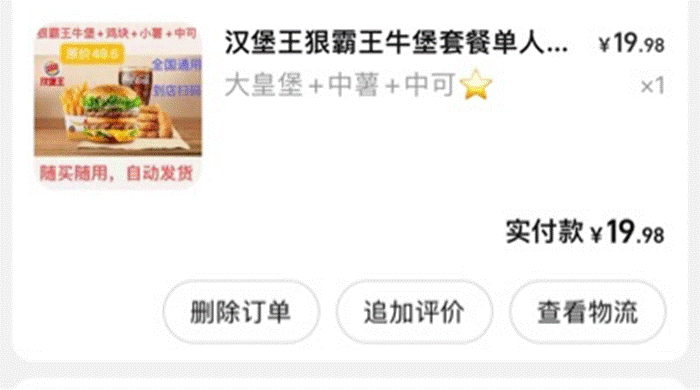 狠霸王牛堡+鸡块+小薯+中可
原价49.5
全国通用
汉堡王
到店扫码
随买随用，自动发货
汉堡王狠霸王牛堡套餐单人... ¥19.98
大皇堡+中薯+中可⭐ ×1
实付款 ¥19.98
删除订单 追加评价 查看物流